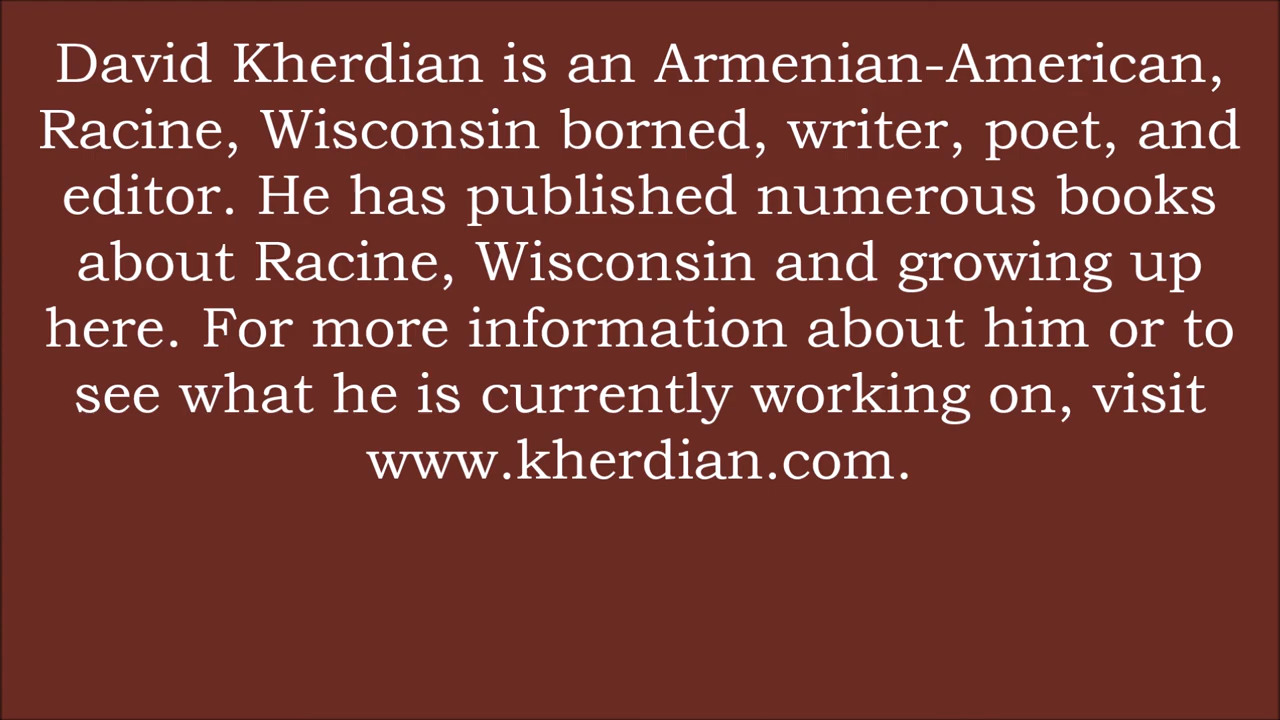 David Kherdian is an Armenian-American,
Racine, Wisconsin borned, writer, poet, and
editor. He has published numerous books
about Racine, Wisconsin and growing up
here. For more information about him or to
see what he is currently working on, visit
www.kherdian.com.